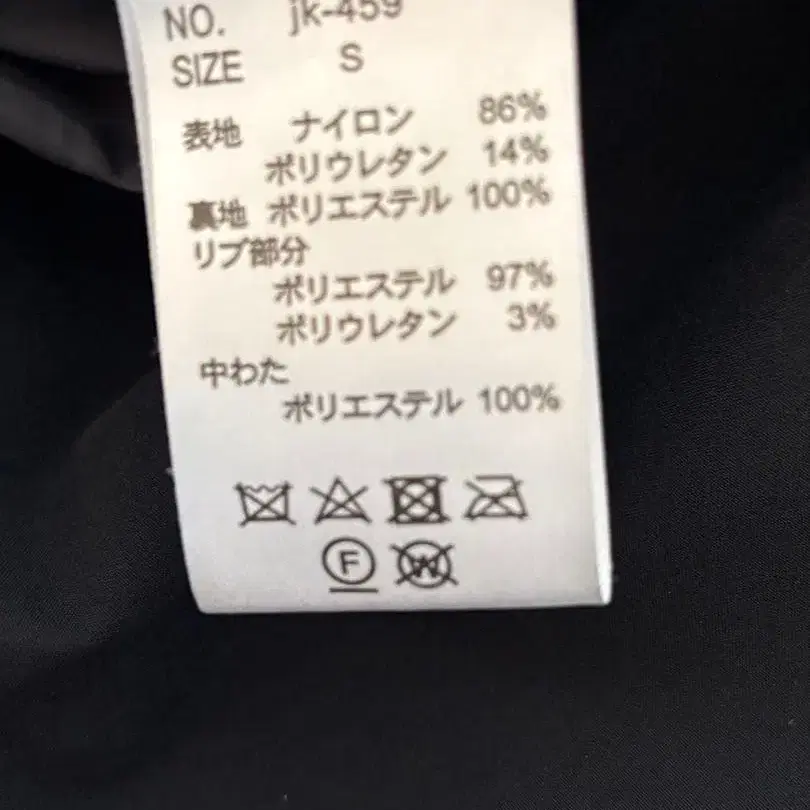 NO. jk-459
SIZE S
表地 ナイロン 86%
ポリウレタン 14%
裏地 ポリエステル 100%
リブ部分
ポリエステル 97%
ポリウレタン 3%
中わた
ポリエステル 100%
F W